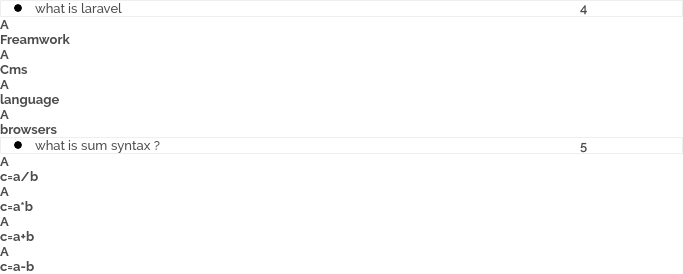 what is laravel 4
A
Freamwork
A
Cms
A
language
A
browsers
what is sum syntax ? 5
A
c=a/b
A
c=a*b
A
c=a+b
A
c=a-b